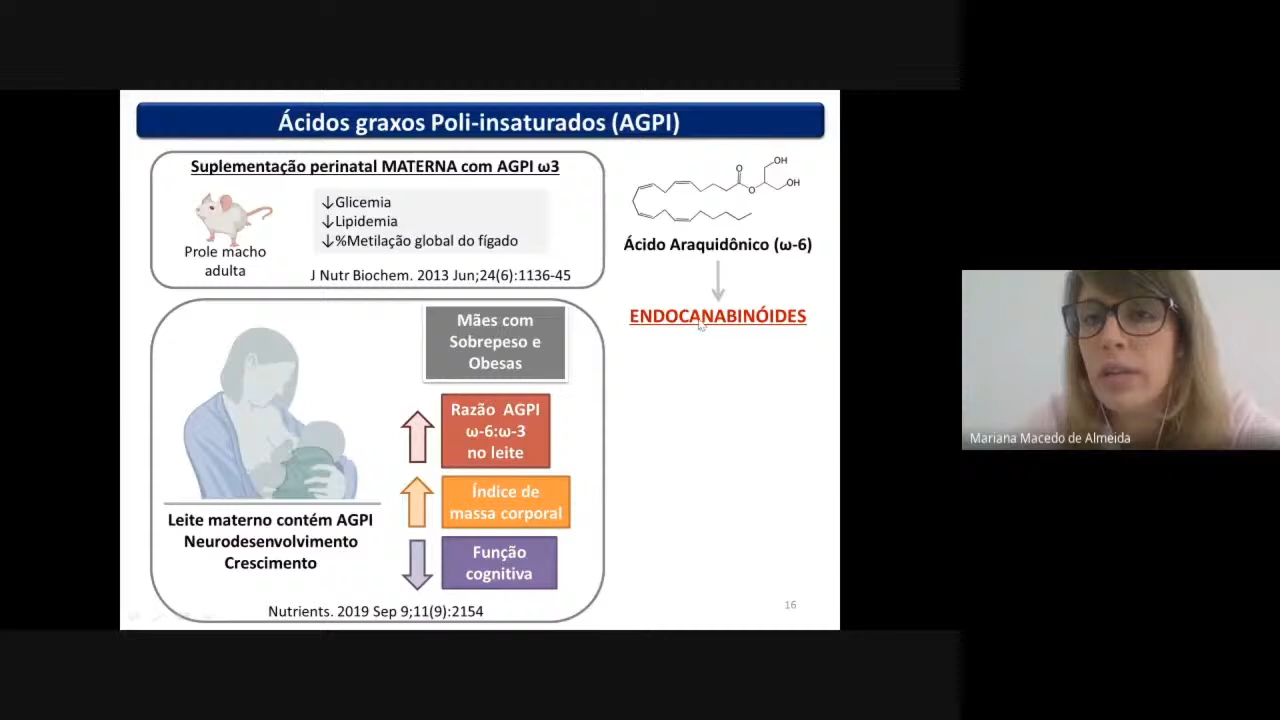 Ácidos graxos Poli-insaturados (AGPI)
Suplementação perinatal MATERNA com AGPI ω3
↓Glicemia
↓Lipidemia
↓%Metilação global do fígado
Prole macho
adulta
J Nutr Biochem. 2013 Jun;24(6):1136-45
O
OH
O
OH
Ácido Araquidônico (ω-6)
ENDOCANABINÓIDES
Mães com
Sobrepeso e
Obesas
Razão AGPI
ω-6:ω-3
no leite
Índice de
massa corporal
Função
cognitiva
Leite materno contém AGPI
Neurodesenvolvimento
Crescimento
Nutrients. 2019 Sep 9;11(9):2154
16
Mariana Macedo de Almeida